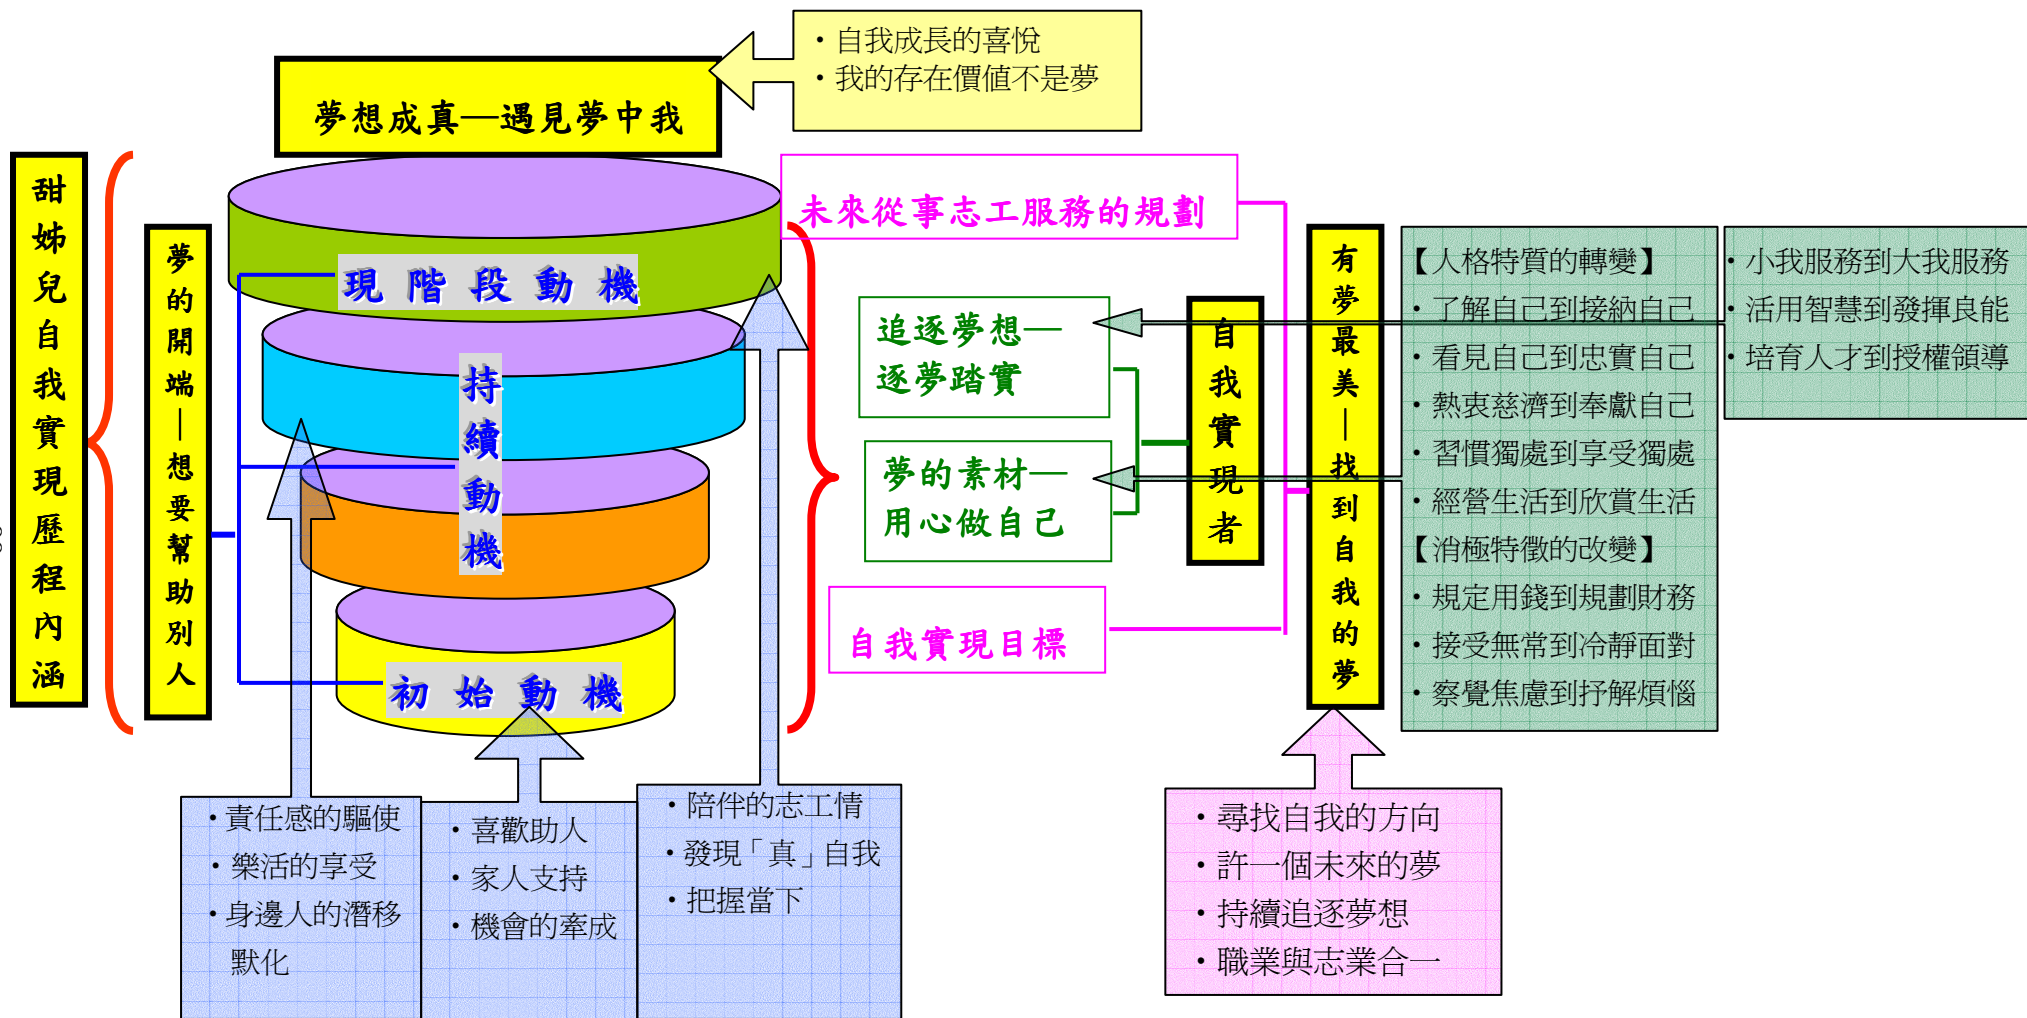 ・自我成長的喜悅
・我的存在價值不是夢
夢想成真—遇見夢中我
甜姊兒自我實現歷程內涵
夢的開端—想要幫助別人
現階段動機
持續動機
初始動機
未來從事志工服務的規劃
追逐夢想—
逐夢踏實
夢的素材—
用心做自己
自我實現目標
自我實現者
有夢最美—找到自我的夢
【人格特質的轉變】
・了解自己到接納自己
・看見自己到忠實自己
・熱衷慈濟到奉獻自己
・習慣獨處到享受獨處
・經營生活到欣賞生活
【消極特徵的改變】
・規定用錢到規劃財務
・接受無常到冷靜面對
・察覺焦慮到抒解煩惱
・小我服務到大我服務
・活用智慧到發揮良能
・培育人才到授權領導
・責任感的驅使
・樂活的享受
・身邊人的潛移
默化
・喜歡助人
・家人支持
・機會的牽成
・陪伴的志工情
・發現「真」自我
・把握當下
・尋找自我的方向
・許一個未來的夢
・持續追逐夢想
・職業與志業合一